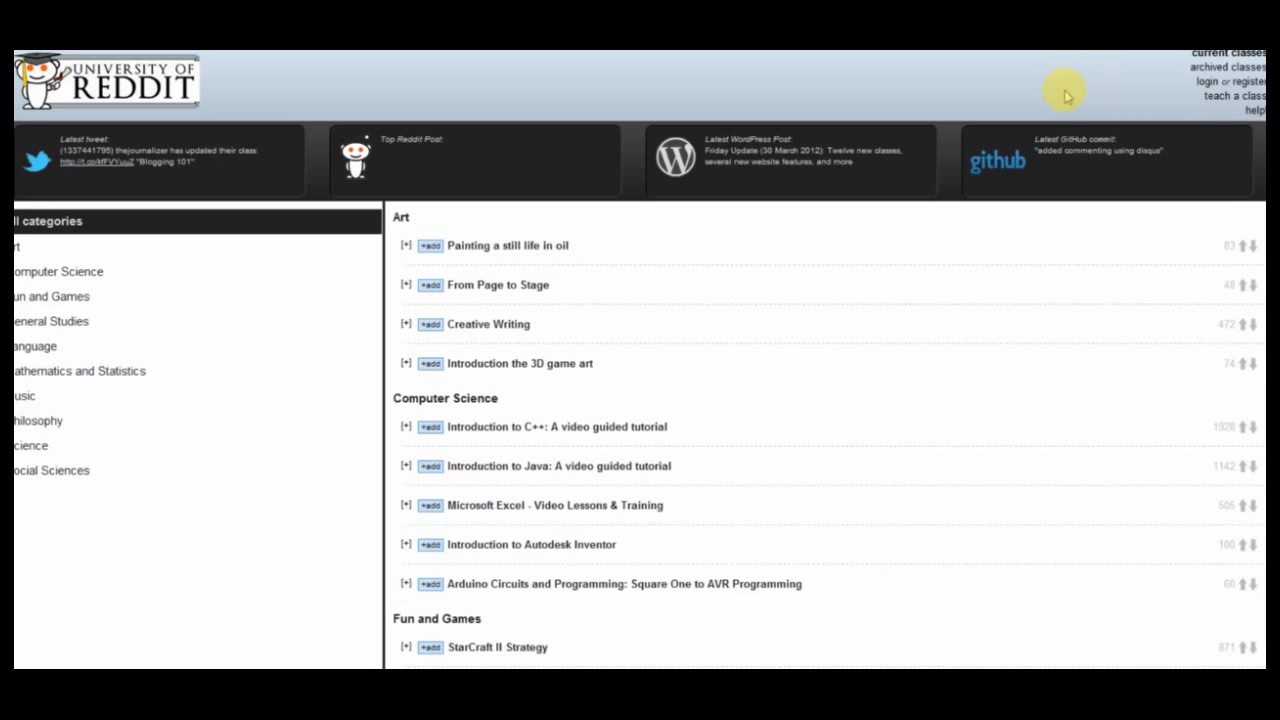 UNIVERSITY OF
REDDIT
current classes
archived classes
login or register
teach a class
help
Latest tweet:
(1337441795) thejournalizer has updated their class:
"Blogging 101"
Top Reddit Post:
Latest WordPress Post:
Friday Update (30 March 2012): Twelve new classes,
several new website features, and more
github
Latest GitHub commit:
"added commenting using disqus"
ll categories
rt
omputer Science
un and Games
eneral Studies
anguage
athematics and Statistics
usic
hilosophy
cience
ocial Sciences
Art
[+] +add Painting a still life in oil 83
[+] +add From Page to Stage 48
[+] +add Creative Writing 472
[+] +add Introduction the 3D game art 74
Computer Science
[+] +add Introduction to C++: A video guided tutorial 1928
[+] +add Introduction to Java: A video guided tutorial 1142
[+] +add Microsoft Excel - Video Lessons & Training 505
[+] +add Introduction to Autodesk Inventor 100
[+] +add Arduino Circuits and Programming: Square One to AVR Programming 60
Fun and Games
[+] +add StarCraft II Strategy 871